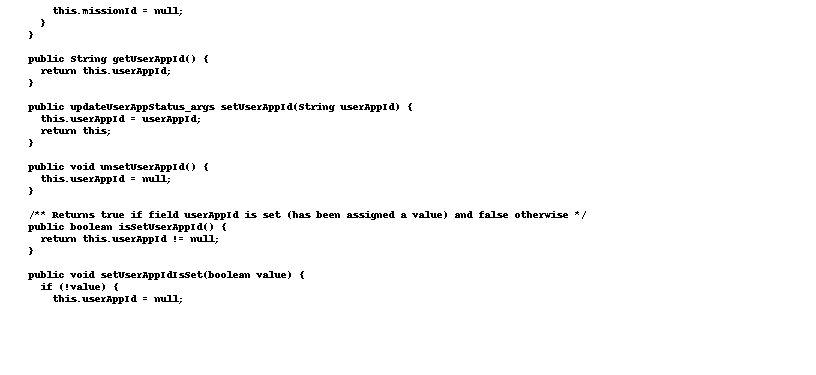 this.missionId = null;
    }
  }

  public String getUserAppId() {
    return this.userAppId;
  }

  public updateUserAppStatus_args setUserAppId(String userAppId) {
    this.userAppId = userAppId;
    return this;
  }

  public void unsetUserAppId() {
    this.userAppId = null;
  }

  /** Returns true if field userAppId is set (has been assigned a value) and false otherwise */
  public boolean isSetUserAppId() {
    return this.userAppId != null;
  }

  public void setUserAppIdIsSet(boolean value) {
    if (!value) {
      this.userAppId = null;